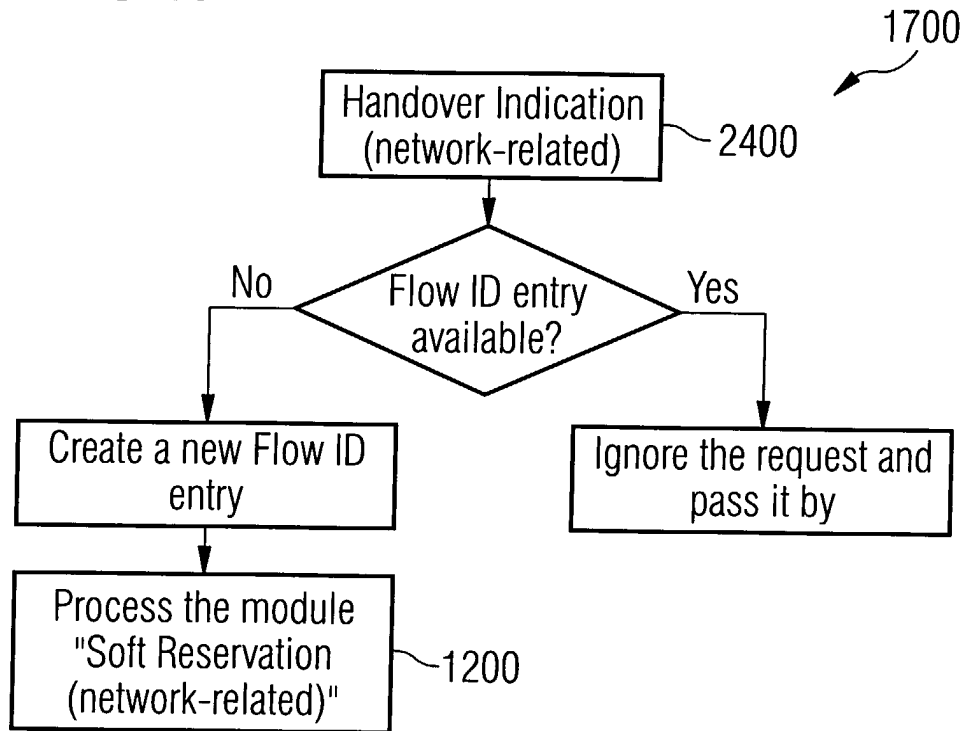 1700
Handover Indication
(network-related)
2400
No
Flow ID entry
available?
Yes
Create a new Flow ID
entry
Ignore the request and
pass it by
Process the module
"Soft Reservation
(network-related)"
1200